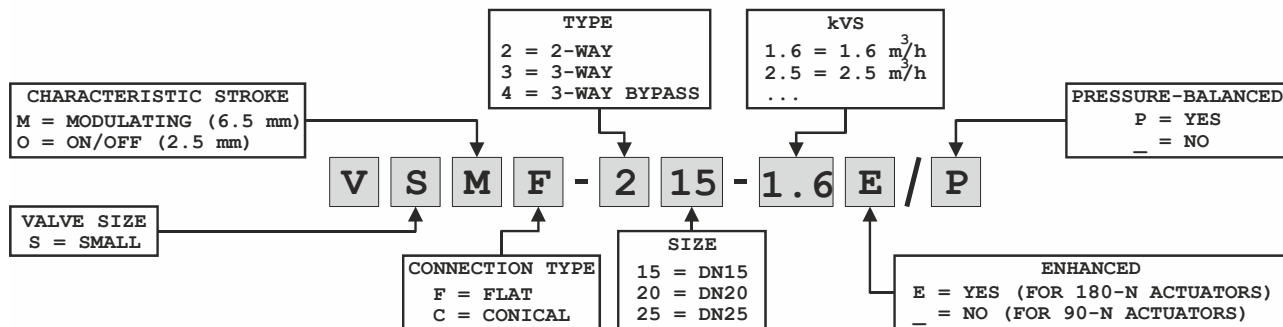 TYPE
2 = 2-WAY
3 = 3-WAY
4 = 3-WAY BYPASS
kVS
1.6 = 1.6 m³/h
2.5 = 2.5 m³/h
...
CHARACTERISTIC STROKE
M = MODULATING (6.5 mm)
O = ON/OFF (2.5 mm)
PRESSURE-BALANCED
P = YES
_ = NO
V S M F - 2 15 - 1.6 E / P
VALVE SIZE
S = SMALL
CONNECTION TYPE
F = FLAT
C = CONICAL
SIZE
15 = DN15
20 = DN20
25 = DN25
ENHANCED
E = YES (FOR 180-N ACTUATORS)
_ = NO (FOR 90-N ACTUATORS)